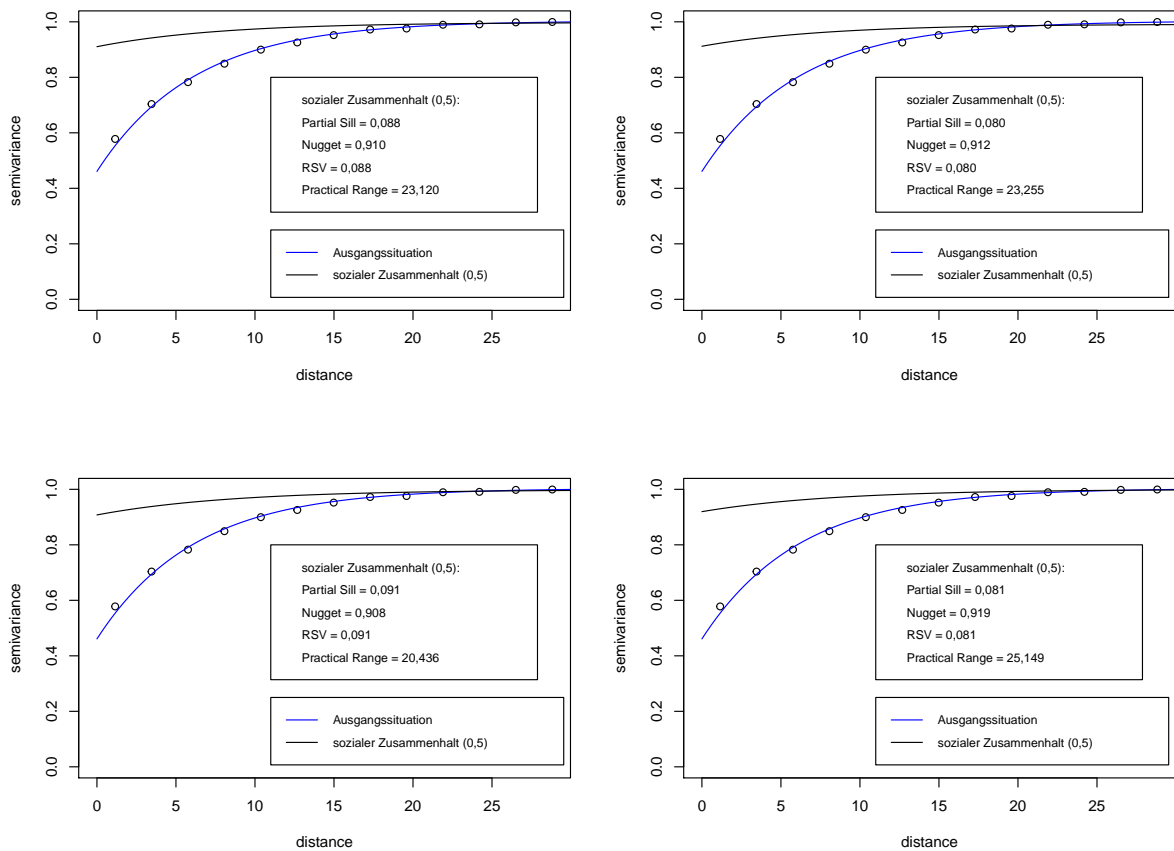 semivariance
1.0
0.8
0.6
0.4
0.2
0.0
sozialer Zusammenhalt (0,5):
Partial Sill = 0,088
Nugget = 0,910
RSV = 0,088
Practical Range = 23,120
Ausgangssituation
sozialer Zusammenhalt (0,5)
0 5 10 15 20 25
distance
semivariance
1.0
0.8
0.6
0.4
0.2
0.0
sozialer Zusammenhalt (0,5):
Partial Sill = 0,080
Nugget = 0,912
RSV = 0,080
Practical Range = 23,255
Ausgangssituation
sozialer Zusammenhalt (0,5)
0 5 10 15 20 25
distance
semivariance
1.0
0.8
0.6
0.4
0.2
0.0
sozialer Zusammenhalt (0,5):
Partial Sill = 0,091
Nugget = 0,908
RSV = 0,091
Practical Range = 20,436
Ausgangssituation
sozialer Zusammenhalt (0,5)
0 5 10 15 20 25
distance
semivariance
1.0
0.8
0.6
0.4
0.2
0.0
sozialer Zusammenhalt (0,5):
Partial Sill = 0,081
Nugget = 0,919
RSV = 0,081
Practical Range = 25,149
Ausgangssituation
sozialer Zusammenhalt (0,5)
0 5 10 15 20 25
distance